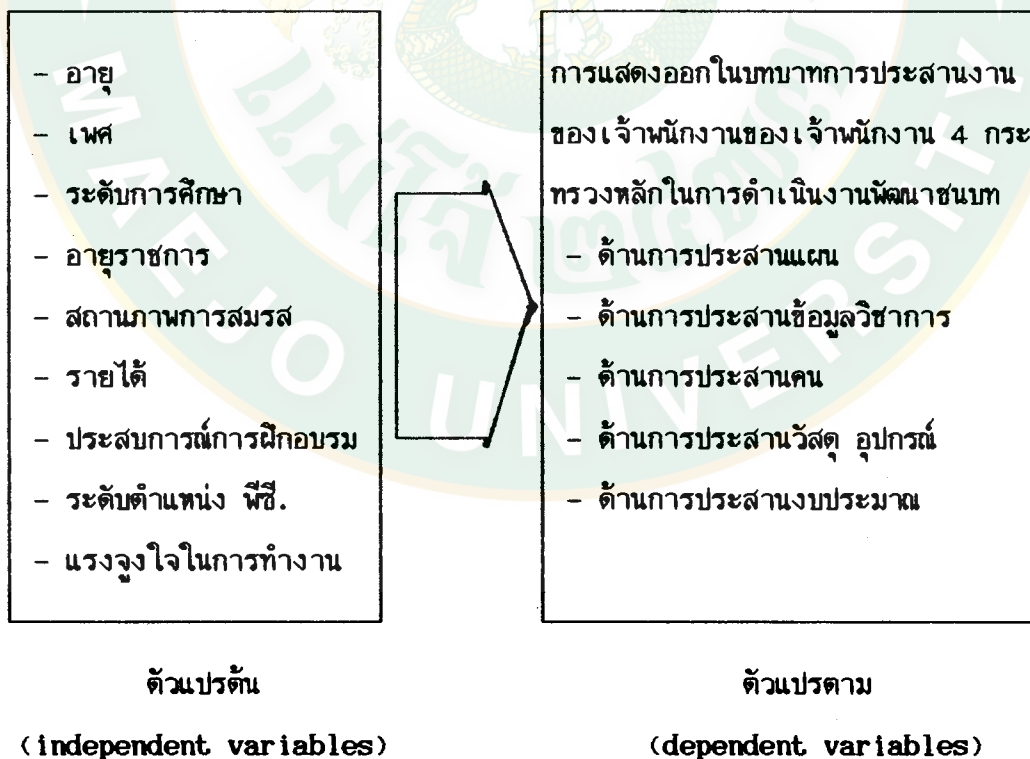 - อายุ
- เพศ
- ระดับการศึกษา
- อายุราชการ
- สถานภาพการสมรส
- รายได้
- ประสบการณ์การฝึกอบรม
- ระดับตำแหน่ง พีซี.
- แรงจูงใจในการทำงาน
การแสดงออกในบทบาทการประสานงาน
ของเจ้าพนักงานของเจ้าพนักงาน 4 กระ
ทรวงหลักในการดำเนินงานพัฒนาชนบท
- ด้านการประสานแผน
- ด้านการประสานข้อมูลวิชาการ
- ด้านการประสานคน
- ด้านการประสานวัสดุ อุปกรณ์
- ด้านการประสานงบประมาณ
ตัวแปรต้น
(independent variables)
ตัวแปรตาม
(dependent variables)
แม่โจ้ ๒๔๗๗
MAEJO UNIVERSITY